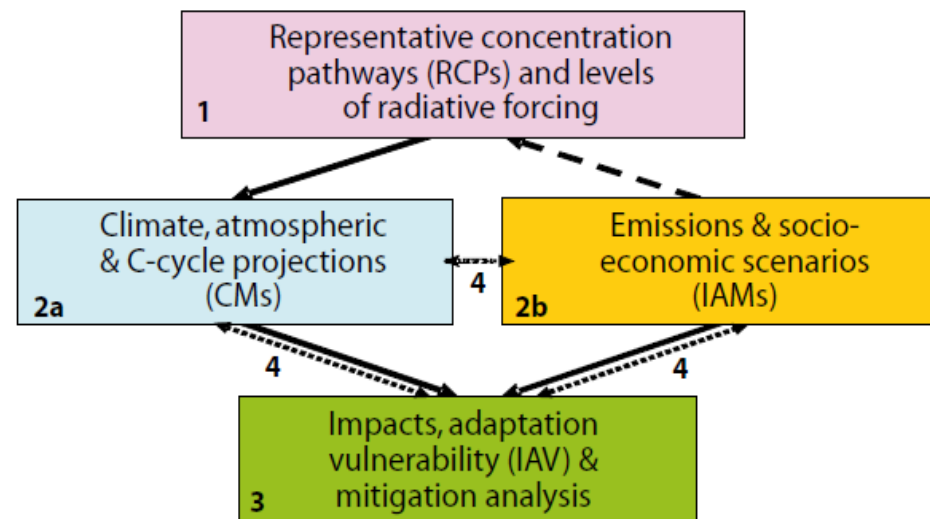 Representative concentration
pathways (RCPs) and levels
of radiative forcing
1
Climate, atmospheric
& C-cycle projections
(CMs)
2a
4
Emissions & socio-
economic scenarios
(IAMs)
2b
4
4
Impacts, adaptation
vulnerability (IAV) &
mitigation analysis
3